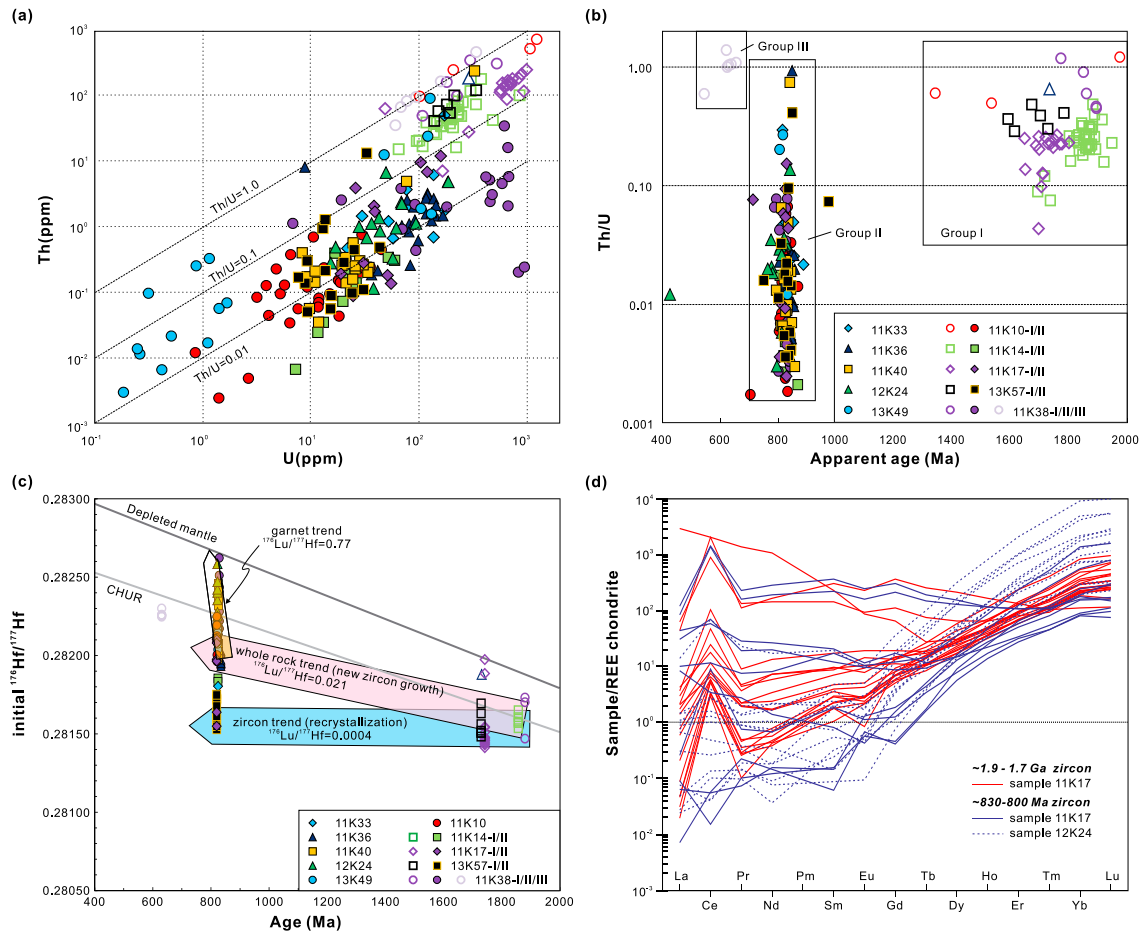 (a)
10³
10²
10¹
10⁰
10⁻¹
10⁻²
10⁻³
Th(ppm)
Th/U=1.0
Th/U=0.1
Th/U=0.01
10⁻¹ 10⁰ 10¹ 10² 10³
U(ppm)
(b)
1.00
0.10
0.01
0.001
Th/U
Group III
Group II
Group I
11K33 11K10-I/II
11K36 11K14-I/II
11K40 11K17-I/II
12K24 13K57-I/II
13K49 11K38-I/II/III
400 600 800 1000 1400 1600 1800 2000
Apparent age (Ma)
(c)
0.28300
0.28250
0.28200
0.28150
0.28100
0.28050
initial ¹⁷⁶Hf/¹⁷⁷Hf
Depleted mantle
garnet trend
¹⁷⁶Lu/¹⁷⁷Hf=0.77
CHUR
whole rock trend (new zircon growth)
¹⁷⁶Lu/¹⁷⁷Hf=0.021
zircon trend (recrystallization)
¹⁷⁶Lu/¹⁷⁷Hf=0.0004
11K33 11K10
11K36 11K14-I/II
11K40 11K17-I/II
12K24 13K57-I/II
13K49 11K38-I/II/III
400 600 800 1000 1200 1400 1600 1800 2000
Age (Ma)
(d)
10⁴
10³
10²
10¹
1
10⁻¹
10⁻²
10⁻³
Sample/REE chondrite
~1.9 - 1.7 Ga zircon
sample 11K17
~830-800 Ma zircon
sample 11K17
sample 12K24
La Pr Pm Eu Tb Ho Tm Lu
Ce Nd Sm Gd Dy Er Yb